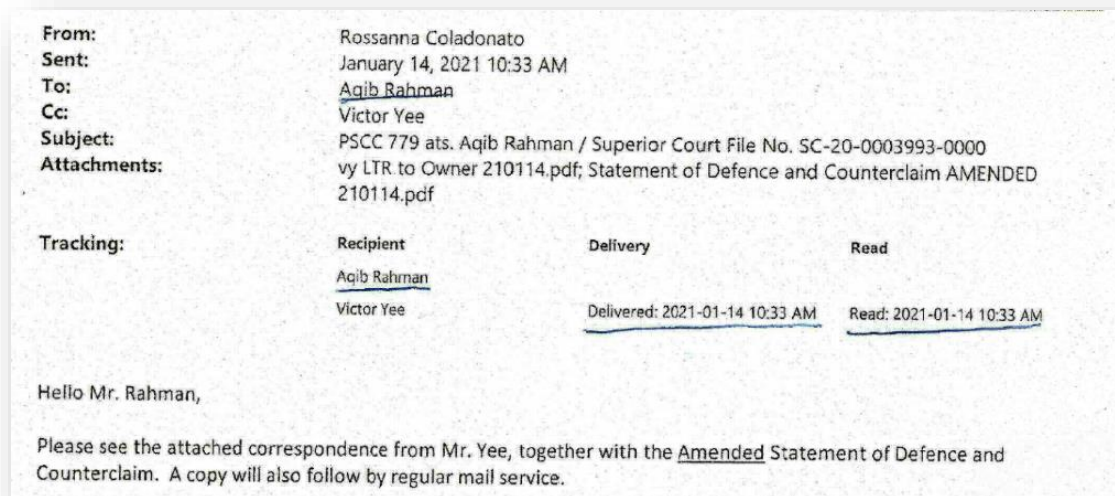 From: Rossanna Coladonato
Sent: January 14, 2021 10:33 AM
To: Aqib Rahman
Cc: Victor Yee
Subject: PSCC 779 ats. Aqib Rahman / Superior Court File No. SC-20-0003993-0000
Attachments: vy LTR to Owner 210114.pdf; Statement of Defence and Counterclaim AMENDED
210114.pdf
Tracking: Recipient Delivery Read
Aqib Rahman
Victor Yee Delivered: 2021-01-14 10:33 AM Read: 2021-01-14 10:33 AM
Hello Mr. Rahman,
Please see the attached correspondence from Mr. Yee, together with the Amended Statement of Defence and
Counterclaim. A copy will also follow by regular mail service.